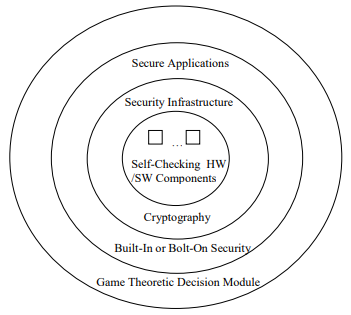 Secure Applications
Security Infrastructure
...
Self-Checking HW
/SW Components
Cryptography
Built-In or Bolt-On Security
Game Theoretic Decision Module